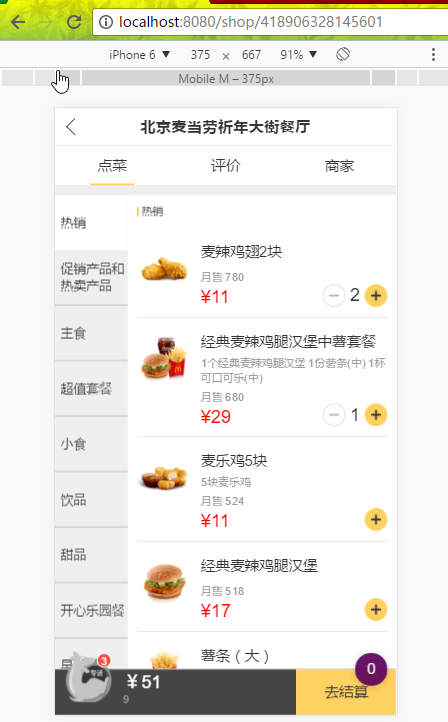 localhost:8080/shop/418906328145601
iPhone 6 ▼ 375 × 667 91% ▼
Mobile M – 375px
北京麦当劳祈年大街餐厅
点菜 评价 商家
热销
促销产品和
热卖产品
主食
超值套餐
小食
饮品
甜品
开心乐园餐
热销
麦辣鸡翅2块
月售 780
¥11
2
经典麦辣鸡腿汉堡中薯套餐
1个经典麦辣鸡腿汉堡 1份薯条(中) 1杯
可口可乐(中)
月售 680
¥29
1
麦乐鸡5块
5块麦乐鸡
月售 524
¥11
经典麦辣鸡腿汉堡
月售 518
¥17
薯条（大）
3
¥51
9
去结算
0